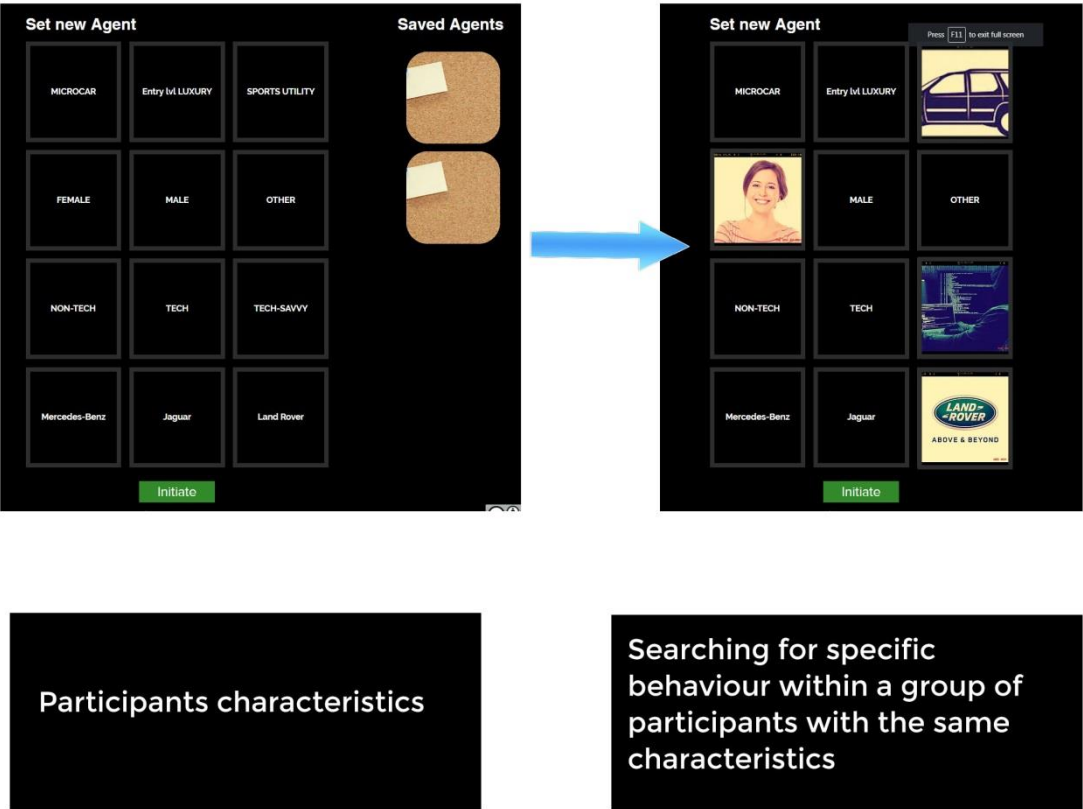 Set new Agent
Saved Agents
MICROCAR
Entry lvl LUXURY
SPORTS UTILITY
FEMALE
MALE
OTHER
NON-TECH
TECH
TECH-SAVVY
Mercedes-Benz
Jaguar
Land Rover
Initiate
Set new Agent
Press F11 to exit full screen
MICROCAR
Entry lvl LUXURY
MALE
OTHER
NON-TECH
TECH
Mercedes-Benz
Jaguar
LAND-
-ROVER
ABOVE & BEYOND
Initiate
Participants characteristics
Searching for specific
behaviour within a group of
participants with the same
characteristics